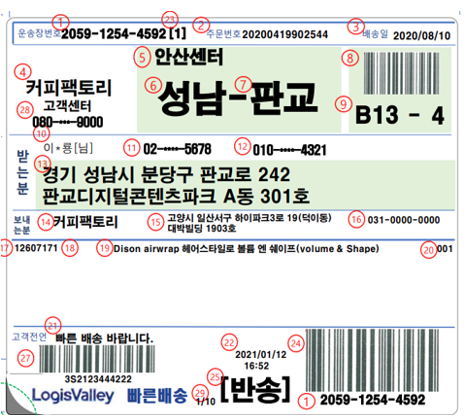 ① 운송장번호 2059-1254-4592 ㉓ [1] ② 주문번호 20200419902544 ③ 배송일 2020/08/10
④ 커피팩토리 ⑤ 안산센터 ⑧
㉘ 고객센터 ⑥ 성남-⑦판교 ⑨ B13 - 4
080-••••-9000
받는분 ⑩ 이*룡[님] ⑪ 02-••••-5678 ⑫ 010-••••-4321
⑬ 경기 성남시 분당구 판교로 242
판교디지털콘텐츠파크 A동 301호
보내는분 ⑭ 커피팩토리 ⑮ 고양시 일산서구 하이파크3로 19(덕이동) ⑯ 031-0000-0000
대박빌딩 1903호
17 12607171 ⑱ ⑲ Dison airwrap 헤어스타일로 볼륨 엔 쉐이프(volume & Shape) ⑳ 001
㉑
고객전언 빠른 배송 바랍니다. ㉒ ㉔
㉗ 2021/01/12
16:52
3S2123444222 ㉕
LogisValley 빠른배송 ㉙ 1/10 [반송] ① 2059-1254-4592